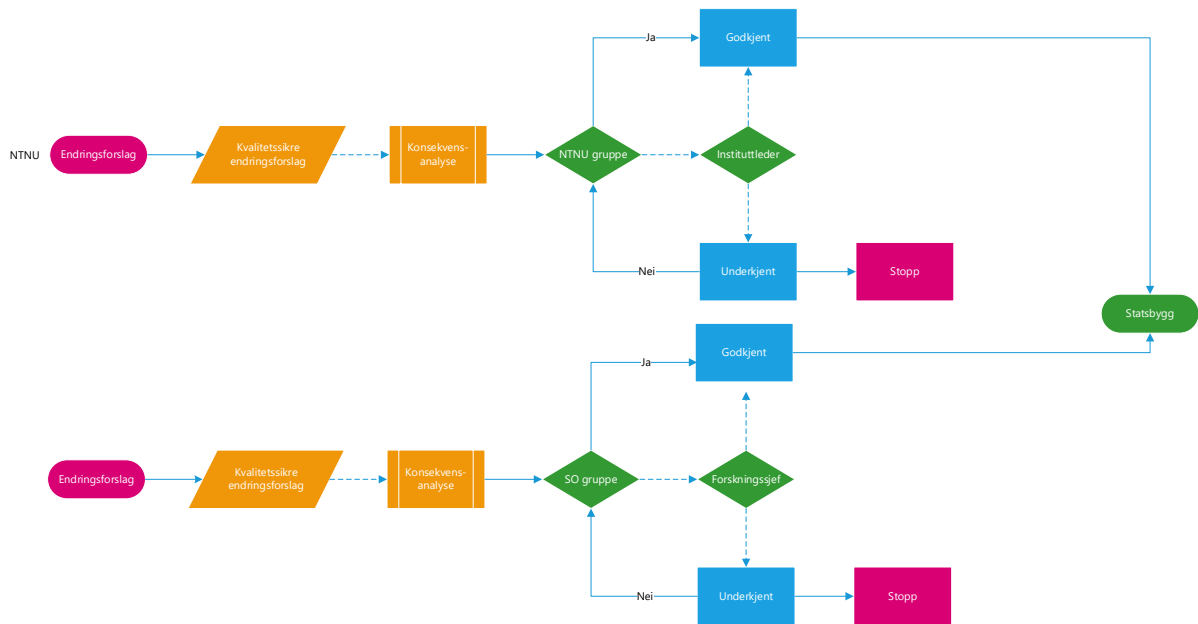 Ja
Godkjent
NTNU
Endringsforslag
Kvalitetssikre
endringsforslag
Konsekvens-
analyse
NTNU gruppe
Instituttleder
Nei
Underkjent
Stopp
Statsbygg
Ja
Godkjent
Endringsforslag
Kvalitetssikre
endringsforslag
Konsekvens-
analyse
SO gruppe
Forskningssjef
Nei
Underkjent
Stopp